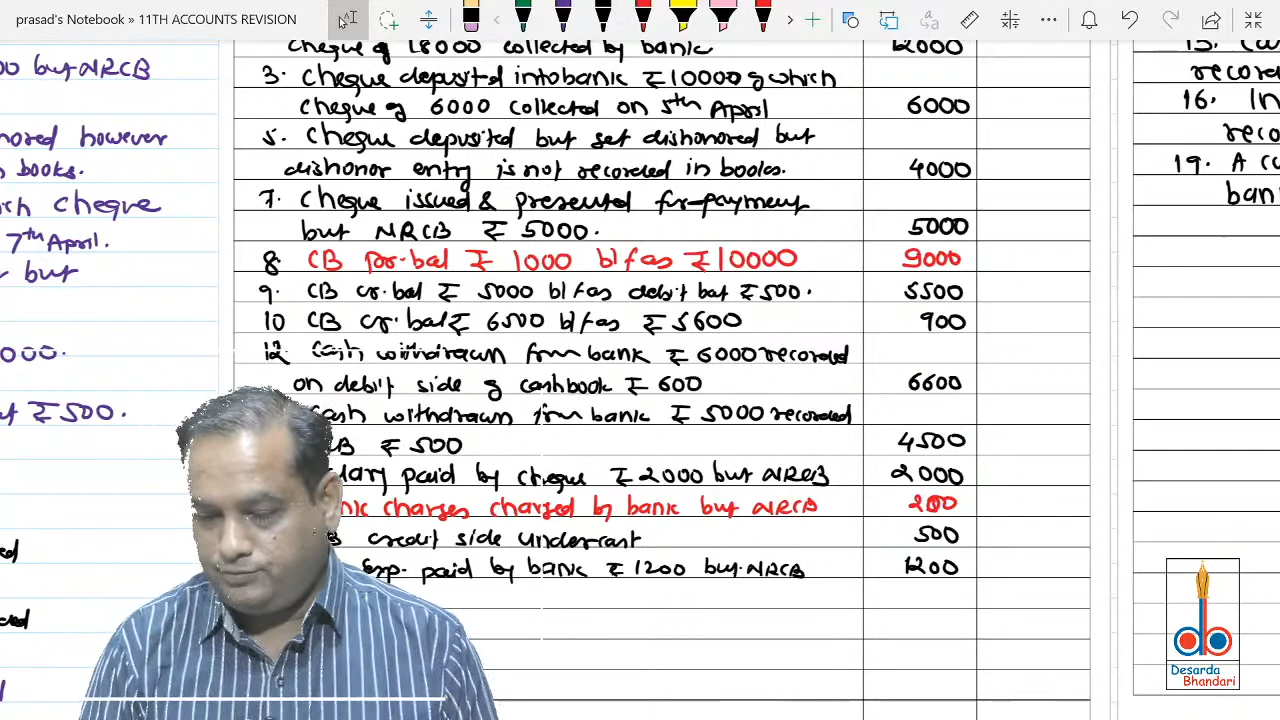 prasad's Notebook » 11TH ACCOUNTS REVISION
cheque of 18000 collected by bank 12000
3. Cheque deposited into bank ₹ 10000 of which
cheque of 6000 collected on 5th April 6000
5. Cheque deposited but get dishonored but
dishonor entry is not recorded in books. 4000
7. Cheque issued & presented for payment
but NRCB ₹ 5000. 5000
8. CB Dr. bal ₹ 1000 b/f as ₹ 10000 9000
9. CB cr. bal ₹ 5000 b/f as debit bal ₹ 500. 5500
10 CB cr. bal ₹ 6500 b/f as ₹ 5600 900
12. Cash withdrawn from bank ₹ 6000 recorded
on debit side of cashbook ₹ 600 6600
Cash withdrawn from bank ₹ 5000 recorded
₹ 500 4500
paid by cheque ₹ 2000 but NRCB 2000
charges charged by bank but NRCB 200
credit side undercast 500
Exp. paid by bank ₹ 1200 but NRCB 1200
but NRCB
however
books.
cheque
7th April.
but
000.
₹ 500.
15.
16. In
19. A
Desarda
Bhandari